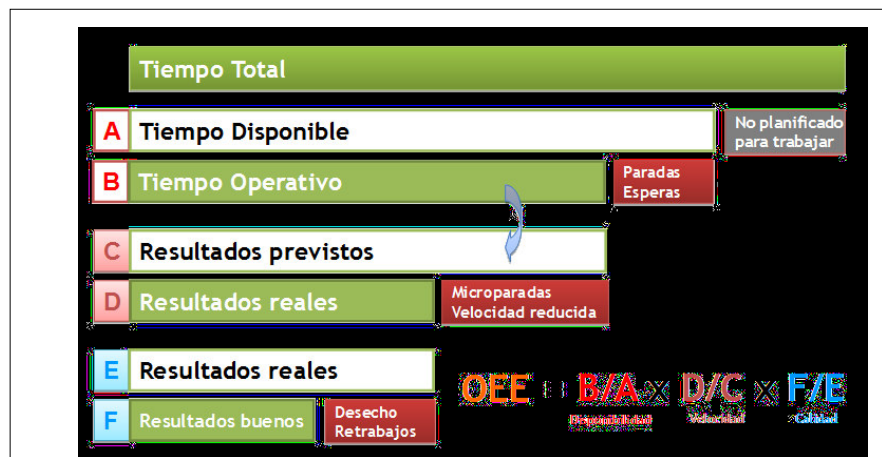 Tiempo Total
A Tiempo Disponible
No planificado
para trabajar
B Tiempo Operativo
Paradas
Esperas
C Resultados previstos
D Resultados reales
Microparadas
Velocidad reducida
E Resultados reales
F Resultados buenos
Desecho
Retrabajos
OEE = B/A x D/C x F/E
Disponibilidad Velocidad Calidad